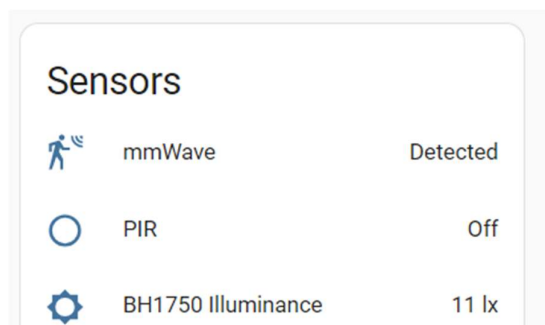 Sensors
mmWave Detected
PIR Off
BH1750 Illuminance 11 lx